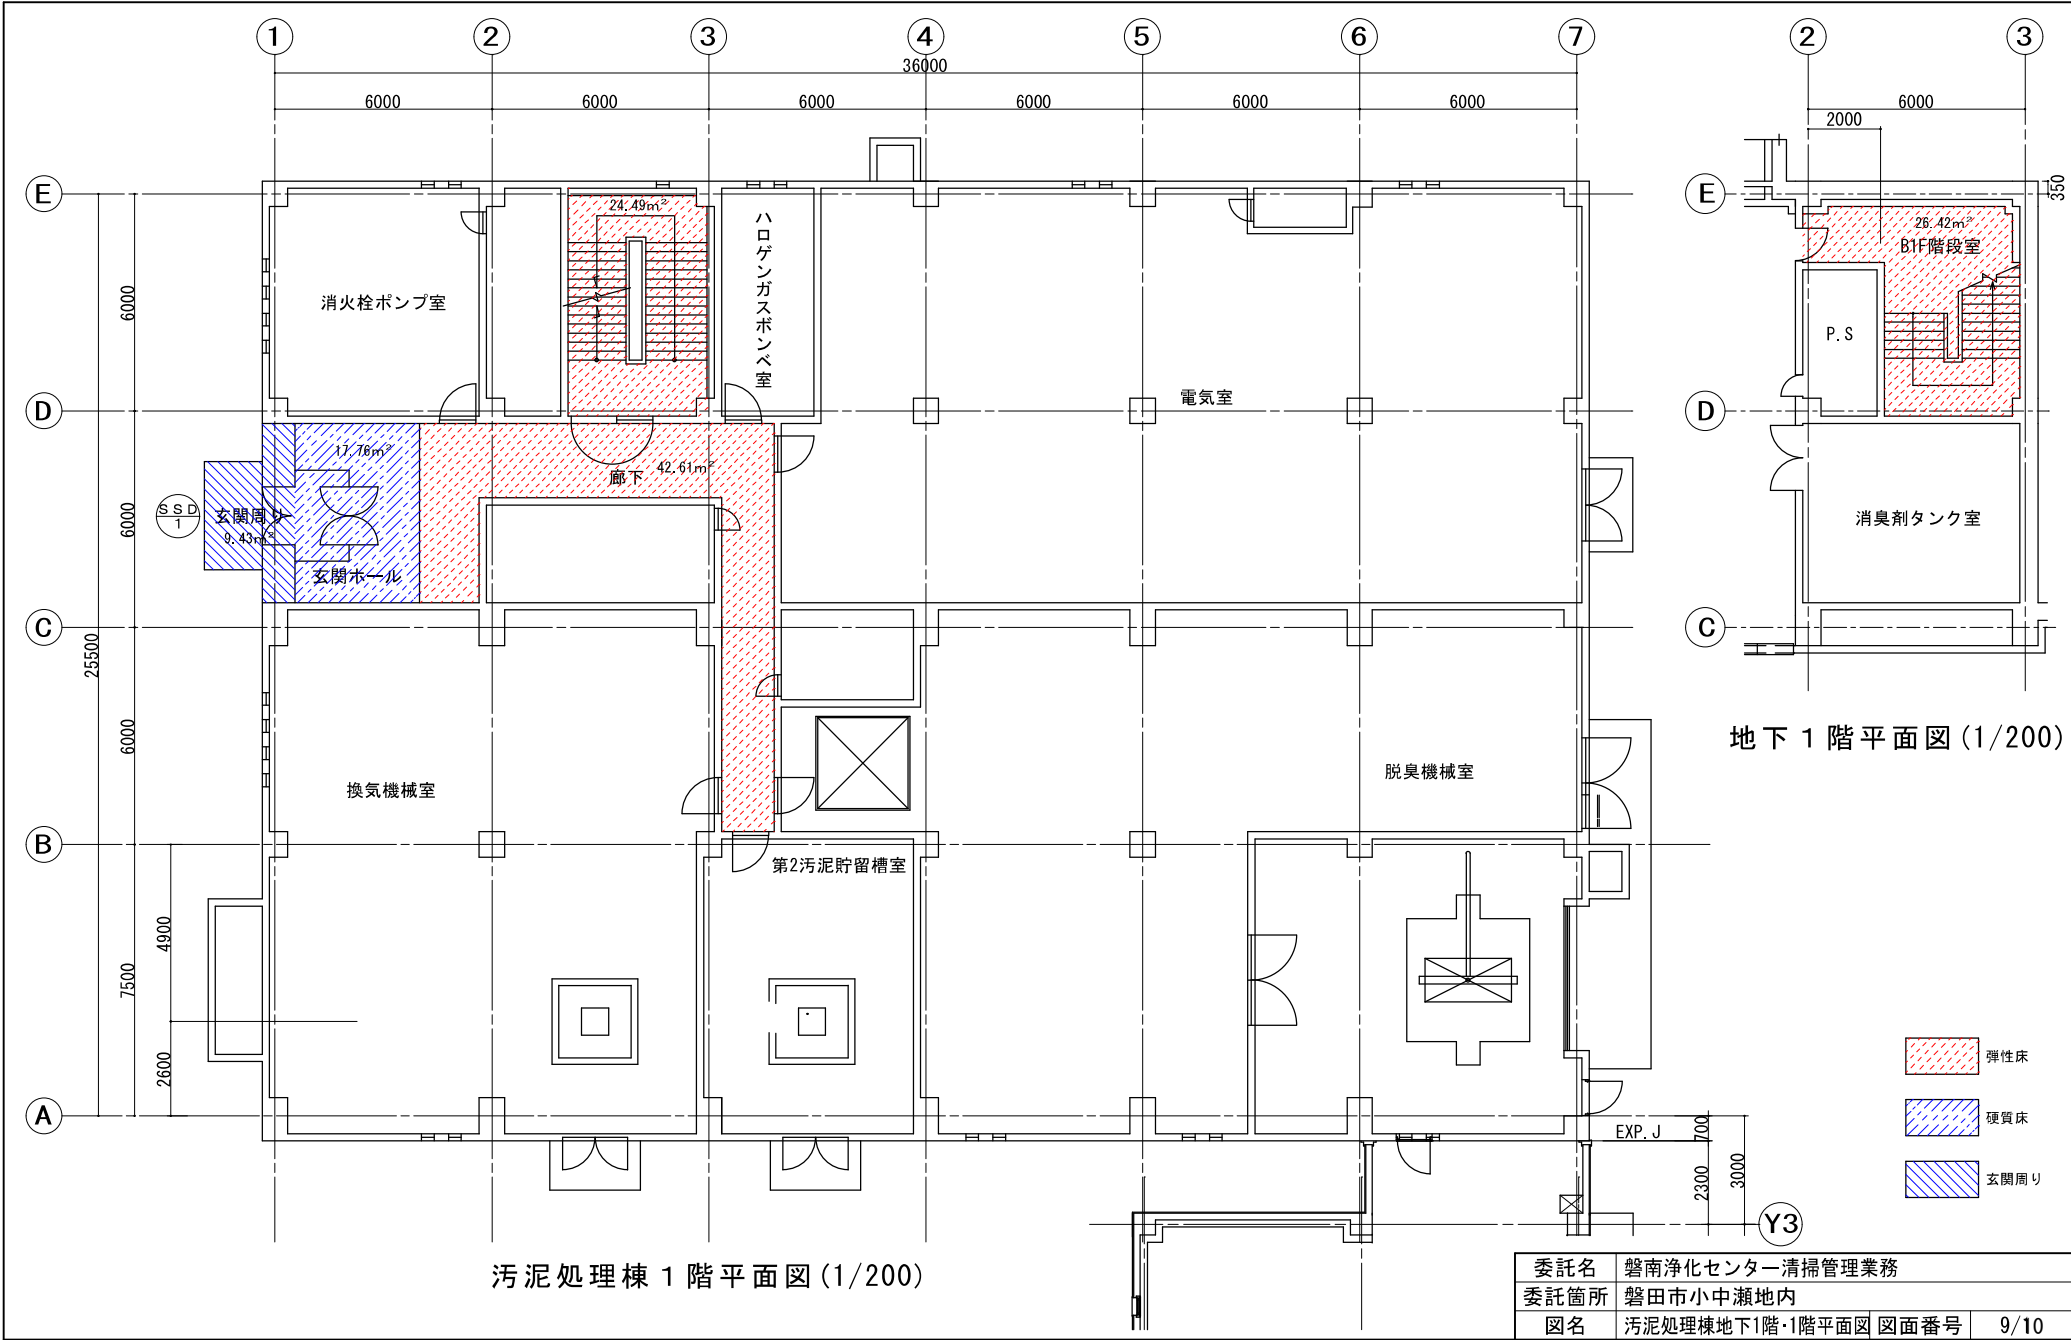 1 2 3 4 5 6 7
36000
6000 6000 6000 6000 6000 6000
2 3
6000
2000
350
E
D
C
B
A
25500
6000
6000
6000
7500
4900
2600
24.49m²
消火栓ポンプ室
ハロゲンガスボンベ室
電気室
17.76m²
廊下
42.61m²
SSD
1
玄関周り
9.43m²
玄関ホール
換気機械室
脱臭機械室
第2汚泥貯留槽室
EXP.J
700
2300
3000
Y3
汚泥処理棟1階平面図(1/200)
E
D
C
26.42m²
B1F階段室
P.S
消臭剤タンク室
地下1階平面図(1/200)
弾性床
硬質床
玄関周り
委託名 磐南浄化センター清掃管理業務
委託箇所 磐田市小中瀬地内
図名 汚泥処理棟地下1階・1階平面図 図面番号 9/10